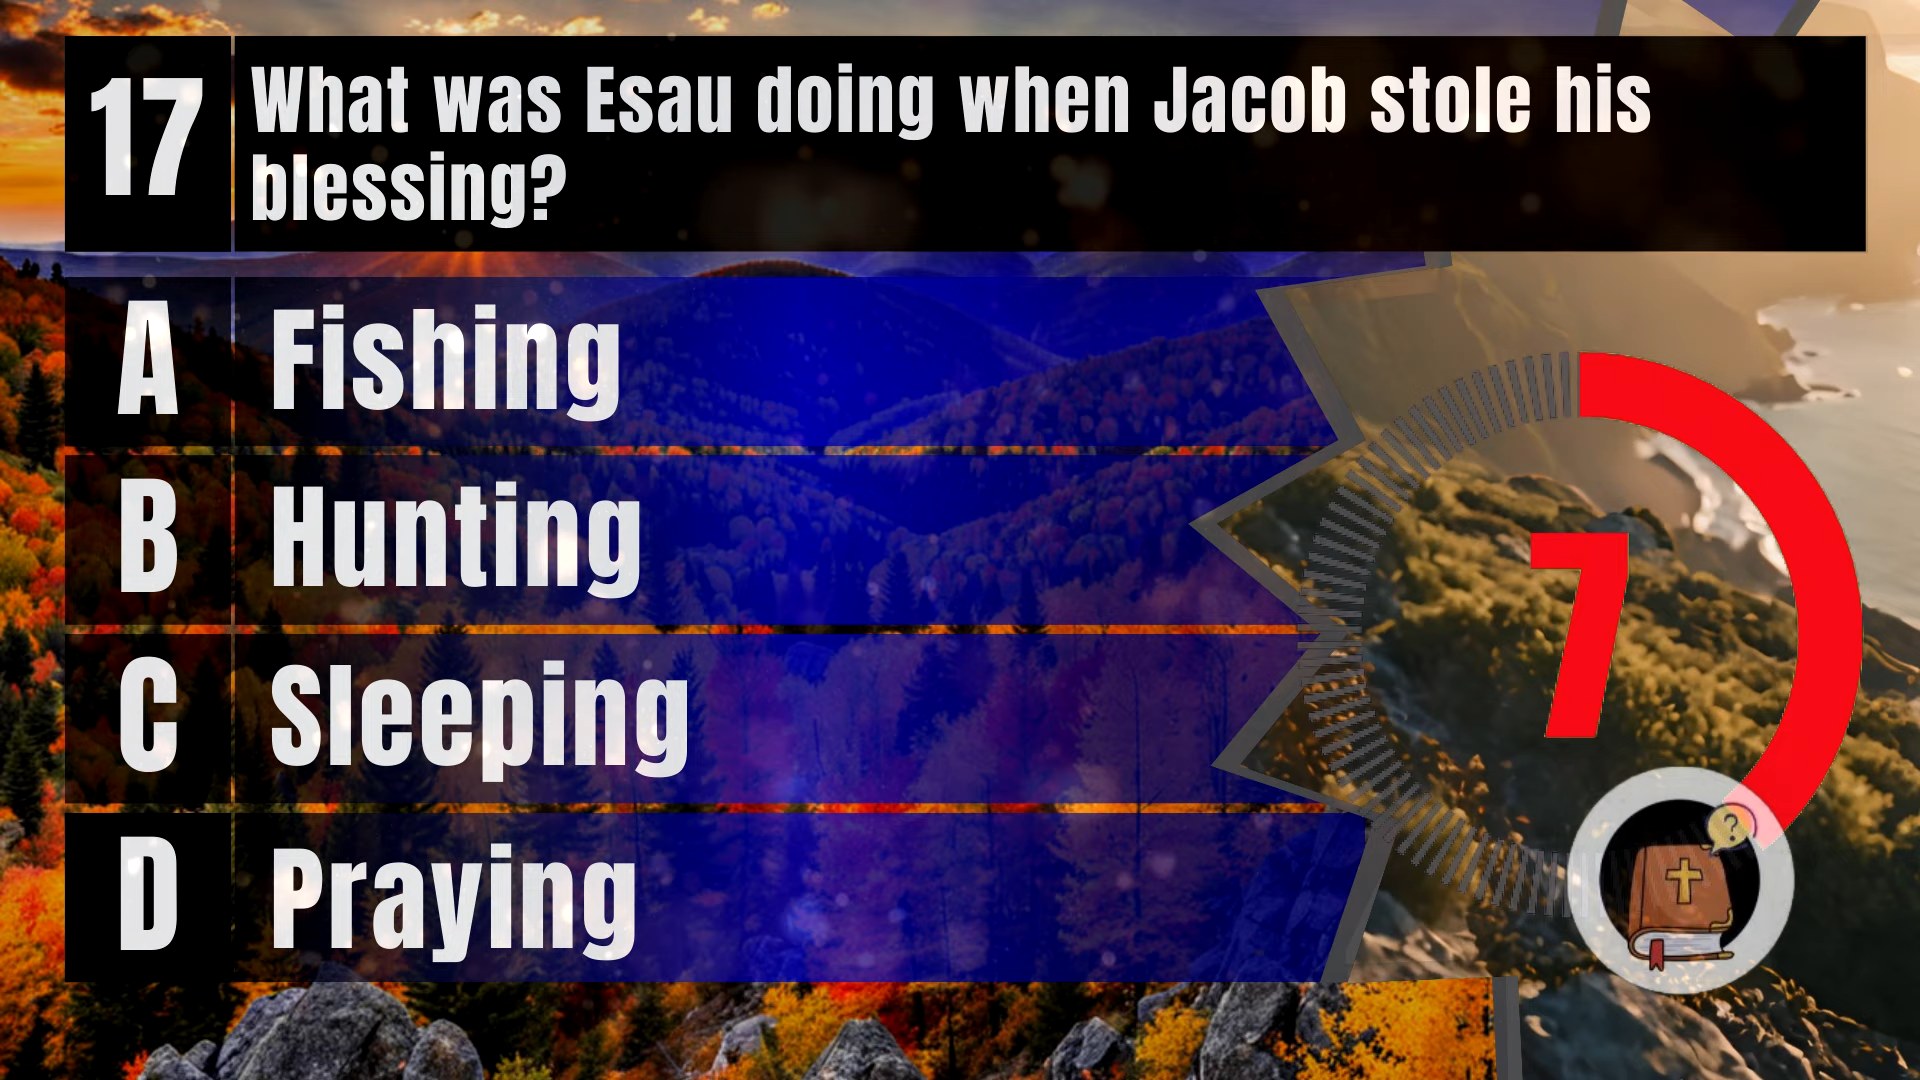 17
What was Esau doing when Jacob stole his
blessing?
A Fishing
B Hunting
C Sleeping
D Praying
7
?